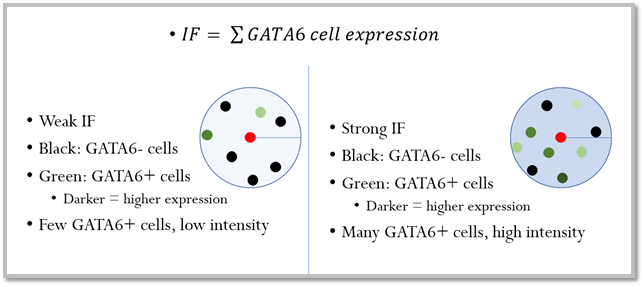 • IF = ∑ GATA6 cell expression
• Weak IF
• Black: GATA6- cells
• Green: GATA6+ cells
• Darker = higher expression
• Few GATA6+ cells, low intensity
• Strong IF
• Black: GATA6- cells
• Green: GATA6+ cells
• Darker = higher expression
• Many GATA6+ cells, high intensity